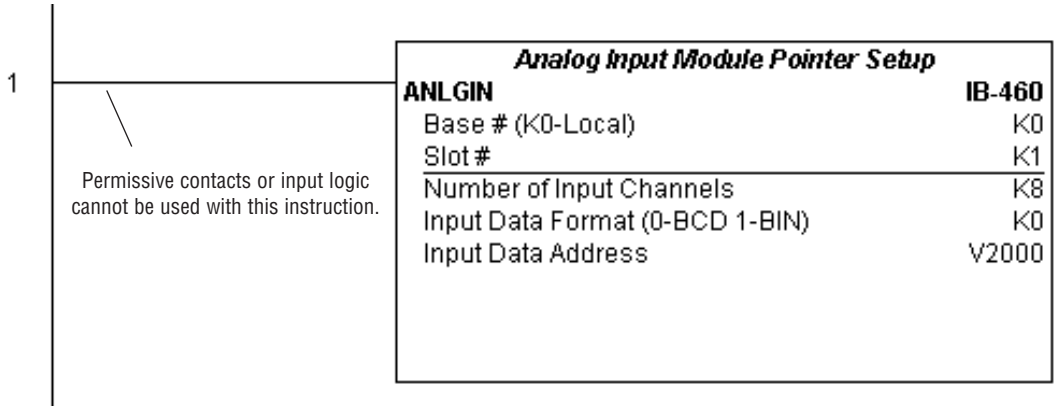 1
Analog Input Module Pointer Setup
ANLGIN IB-460
Base # (K0-Local) K0
Slot # K1
Number of Input Channels K8
Input Data Format (0-BCD 1-BIN) K0
Input Data Address V2000
Permissive contacts or input logic
cannot be used with this instruction.